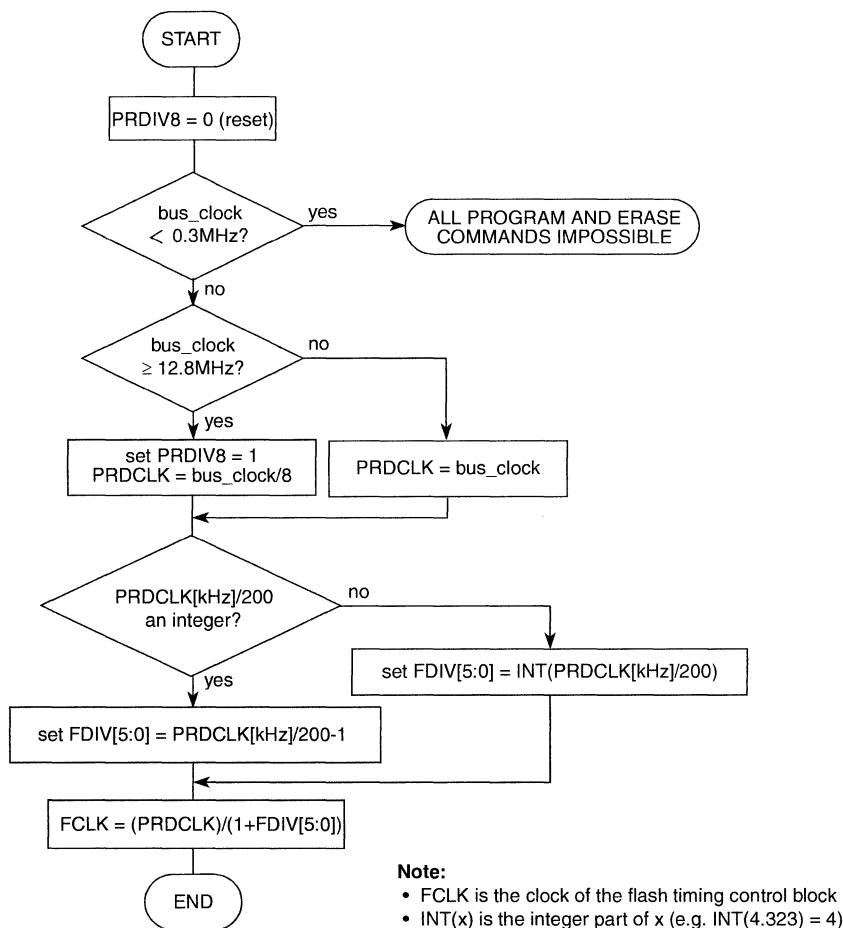 START
PRDIV8 = 0 (reset)
bus_clock
< 0.3MHz?
yes
ALL PROGRAM AND ERASE
COMMANDS IMPOSSIBLE
no
bus_clock
≥ 12.8MHz?
no
yes
set PRDIV8 = 1
PRDCLK = bus_clock/8
PRDCLK = bus_clock
PRDCLK[kHz]/200
an integer?
no
set FDIV[5:0] = INT(PRDCLK[kHz]/200)
yes
set FDIV[5:0] = PRDCLK[kHz]/200-1
FCLK = (PRDCLK)/(1+FDIV[5:0])
END
Note:
• FCLK is the clock of the flash timing control block
• INT(x) is the integer part of x (e.g. INT(4.323) = 4)